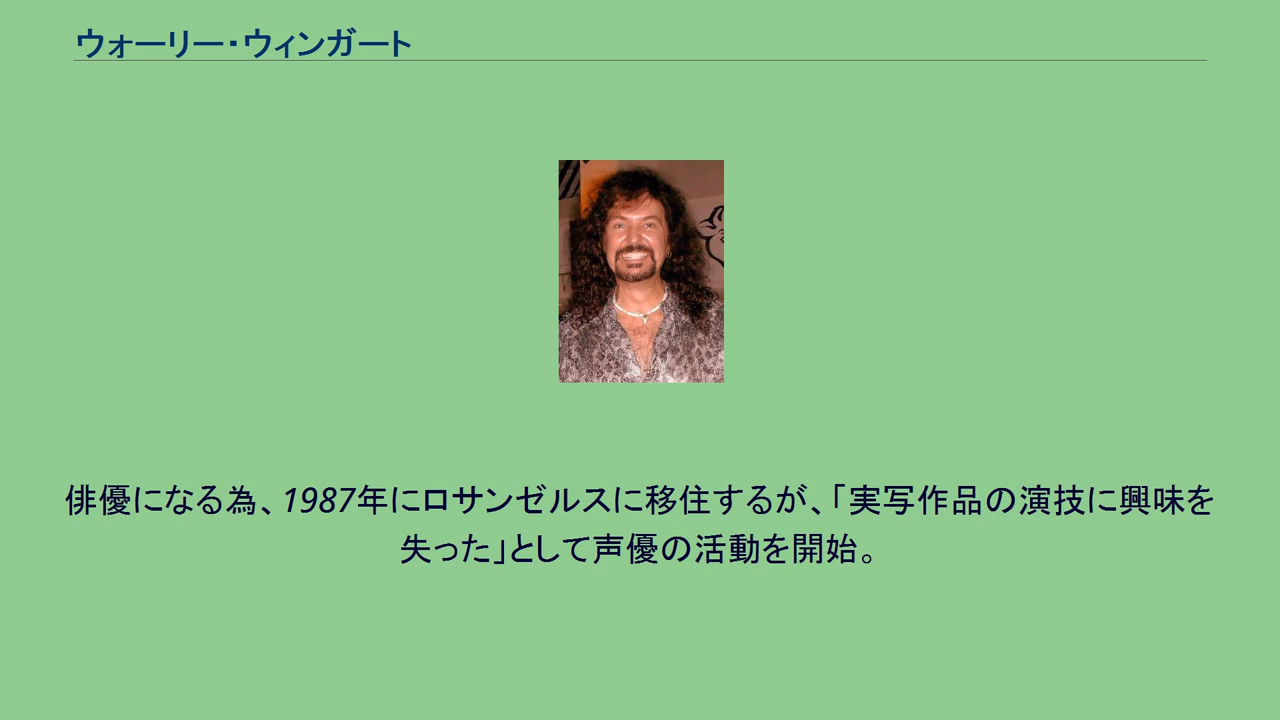 ウォーリー・ウィンガート
俳優になる為、1987年にロサンゼルスに移住するが、「実写作品の演技に興味を
失った」として声優の活動を開始。